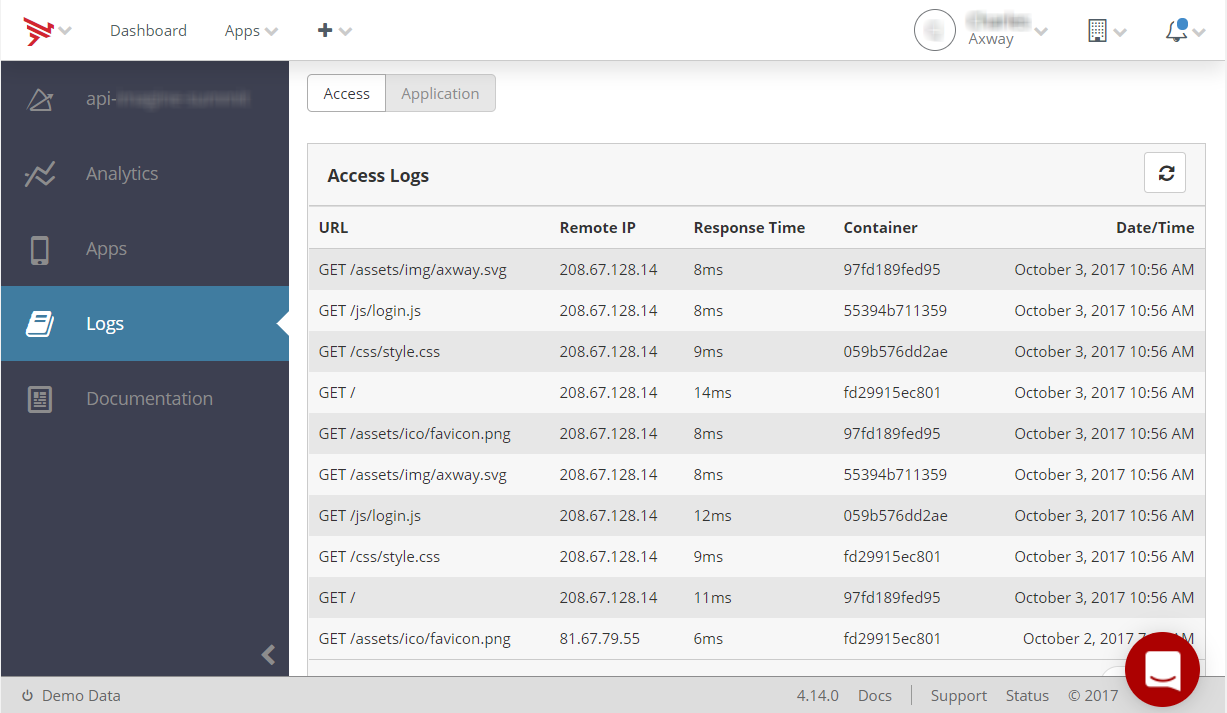 Dashboard Apps
Axway
api-
Analytics
Apps
Logs
Documentation
Access Application
Access Logs
URL Remote IP Response Time Container Date/Time
GET /assets/img/axway.svg 208.67.128.14 8ms 97fd189fed95 October 3, 2017 10:56 AM
GET /js/login.js 208.67.128.14 8ms 55394b711359 October 3, 2017 10:56 AM
GET /css/style.css 208.67.128.14 9ms 059b576dd2ae October 3, 2017 10:56 AM
GET / 208.67.128.14 14ms fd29915ec801 October 3, 2017 10:56 AM
GET /assets/ico/favicon.png 208.67.128.14 8ms 97fd189fed95 October 3, 2017 10:56 AM
GET /assets/img/axway.svg 208.67.128.14 8ms 55394b711359 October 3, 2017 10:56 AM
GET /js/login.js 208.67.128.14 12ms 059b576dd2ae October 3, 2017 10:56 AM
GET /css/style.css 208.67.128.14 9ms fd29915ec801 October 3, 2017 10:56 AM
GET / 208.67.128.14 11ms 97fd189fed95 October 3, 2017 10:56 AM
GET /assets/ico/favicon.png 81.67.79.55 6ms fd29915ec801 October 2, 2017
Demo Data 4.14.0 Docs Support Status © 2017